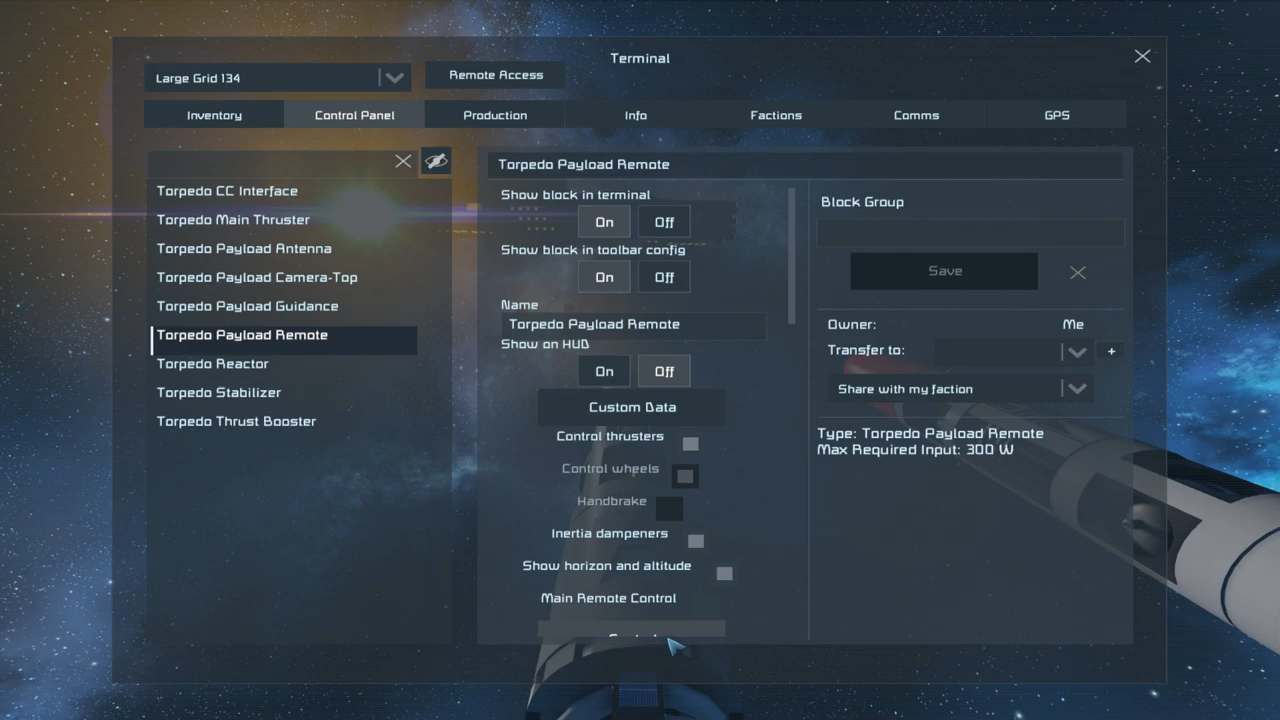 Terminal
Large Grid 134
Remote Access
Inventory
Control Panel
Production
Info
Factions
Comms
GPS
Torpedo CC Interface
Torpedo Main Thruster
Torpedo Payload Antenna
Torpedo Payload Camera-Top
Torpedo Payload Guidance
Torpedo Payload Remote
Torpedo Reactor
Torpedo Stabilizer
Torpedo Thrust Booster
Torpedo Payload Remote
Show block in terminal
On Off
Show block in toolbar config
On Off
Name
Torpedo Payload Remote
Show on HUD
On Off
Custom Data
Control thrusters
Control wheels
Handbrake
Inertia dampeners
Show horizon and altitude
Main Remote Control
Block Group
Save
Owner: Me
Transfer to:
Share with my faction
Type: Torpedo Payload Remote
Max Required Input: 300 W